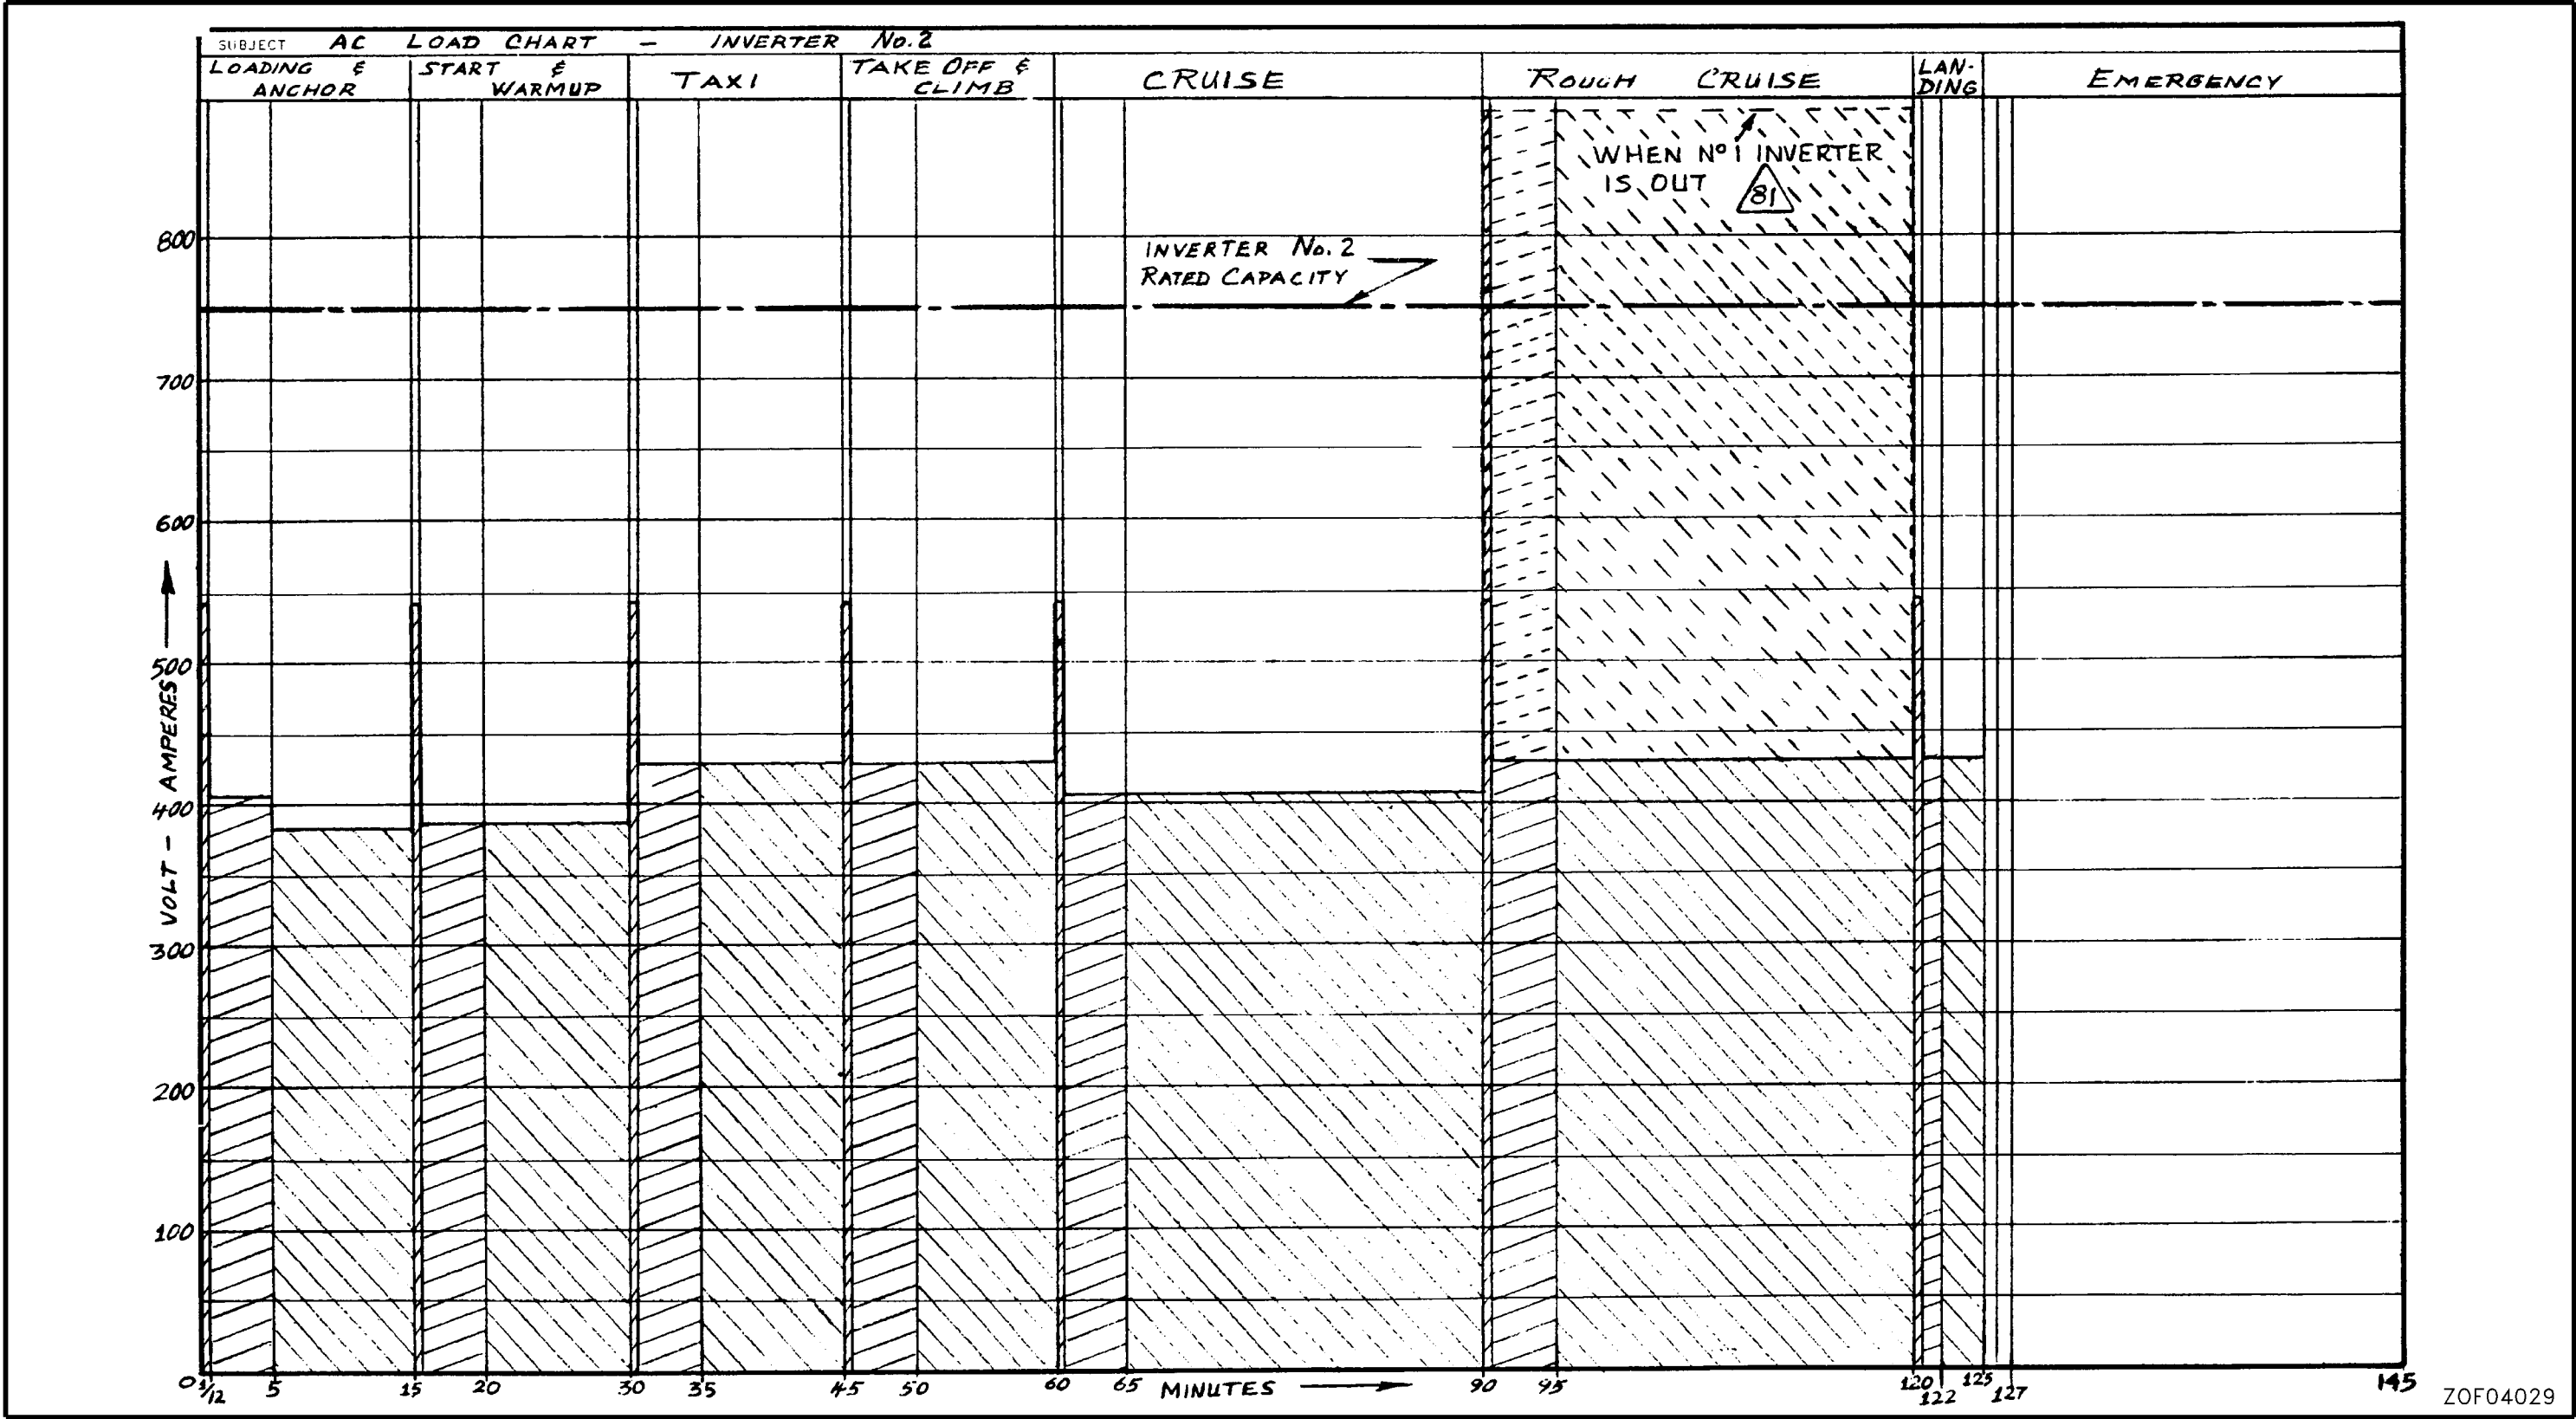 SUBJECT AC LOAD CHART - INVERTER No.2
LOADING &
ANCHOR
START &
WARMUP
TAXI
TAKE OFF &
CLIMB
CRUISE
ROUGH CRUISE
LAN-
DING
EMERGENCY
WHEN Nº1 INVERTER
IS OUT 81
INVERTER No. 2
RATED CAPACITY
800
700
600
500
400
300
200
100
0
VOLT - AMPERES
1/12
5
15
20
30
35
45
50
60
65
MINUTES
90
95
120
122
125
127
145
ZOF04029